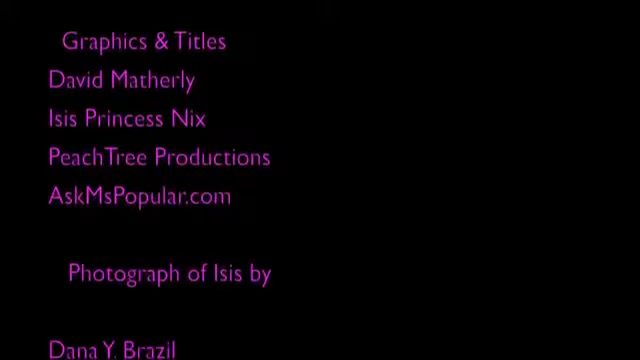 Graphics & Titles
David Matherly
Isis Princess Nix
PeachTree Productions
AskMsPopular.com
Photograph of Isis by
Dana Y. Brazil